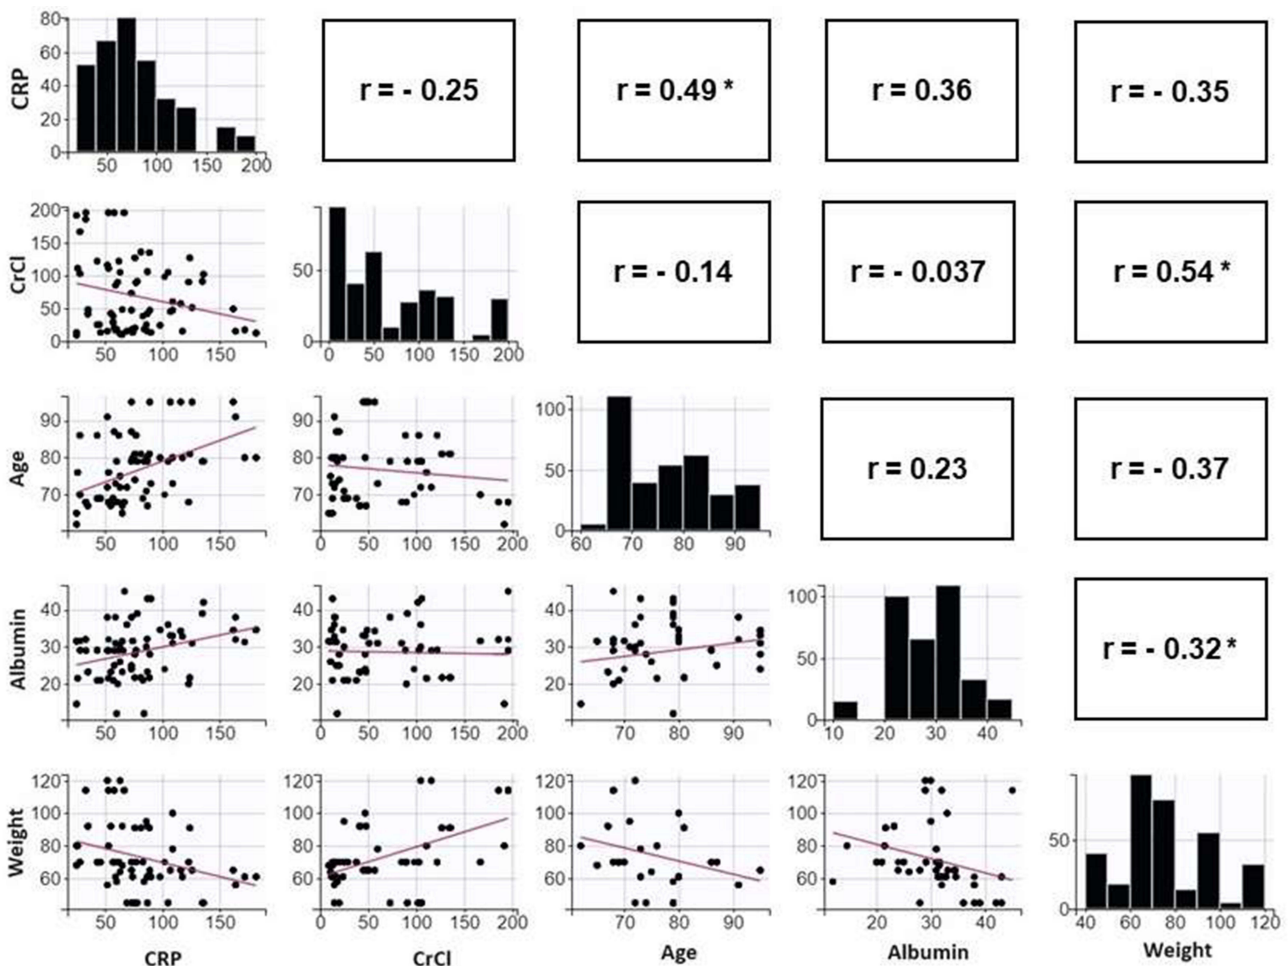 80
60
40
20
0
CRP
50 100 150 200
r = - 0.25
r = 0.49 *
r = 0.36
r = - 0.35
200
150
100
50
0
CrCl
50 100 150
50
0
0 50 100 150 200
r = - 0.14
r = - 0.037
r = 0.54 *
90
80
70
Age
50 100 150
0 50 100 150 200
100
50
0
60 70 80 90
r = 0.23
r = - 0.37
40
30
20
Albumin
50 100 150
0 50 100 150 200
70 80 90
100
50
0
10 20 30 40
r = - 0.32 *
120
100
80
60
Weight
50 100 150
0 50 100 150 200
70 80 90
20 30 40
50
0
40 60 80 100 120
CRP CrCl Age Albumin Weight